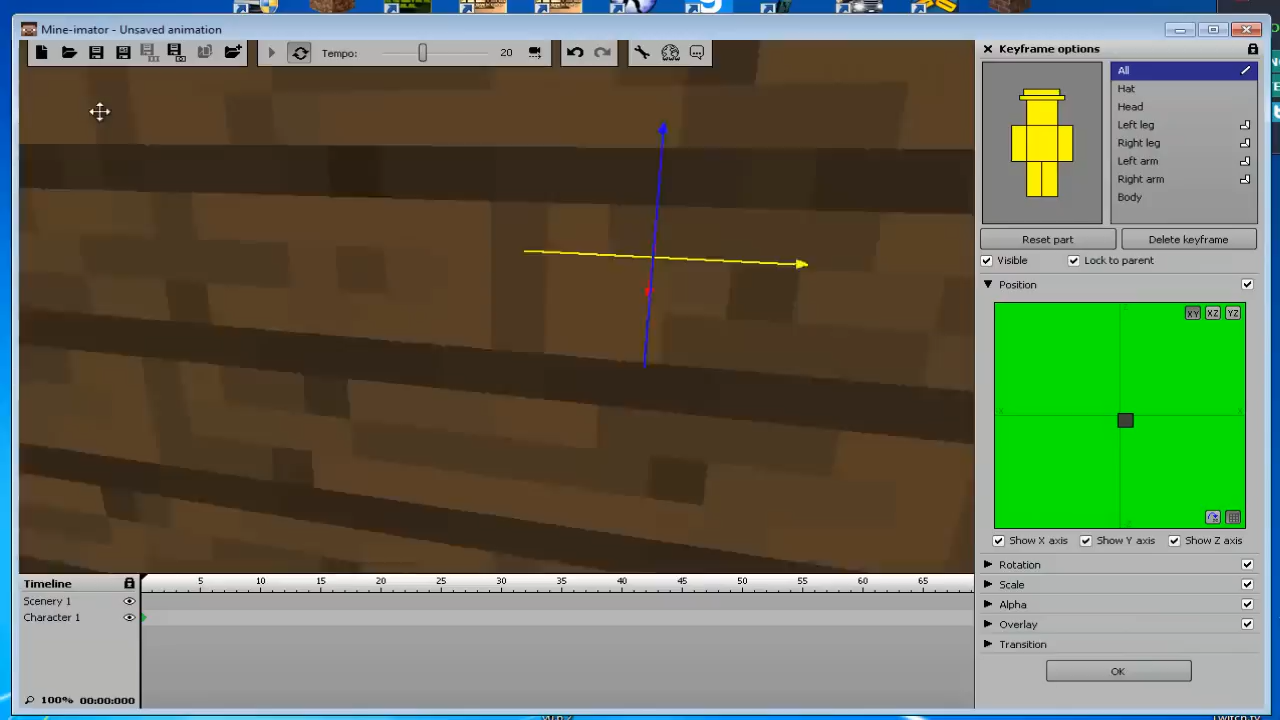 Mine-imator - Unsaved animation
Tempo: 20
Keyframe options
All
Hat
Head
Left leg
Right leg
Left arm
Right arm
Body
Reset part Delete keyframe
Visible Lock to parent
Position
XY XZ YZ
Show X axis Show Y axis Show Z axis
Rotation
Scale
Alpha
Overlay
Transition
OK
Timeline 5 10 15 20 25 30 35 40 45 50 55 60 65
Scenery 1
Character 1
100% 00:00:000